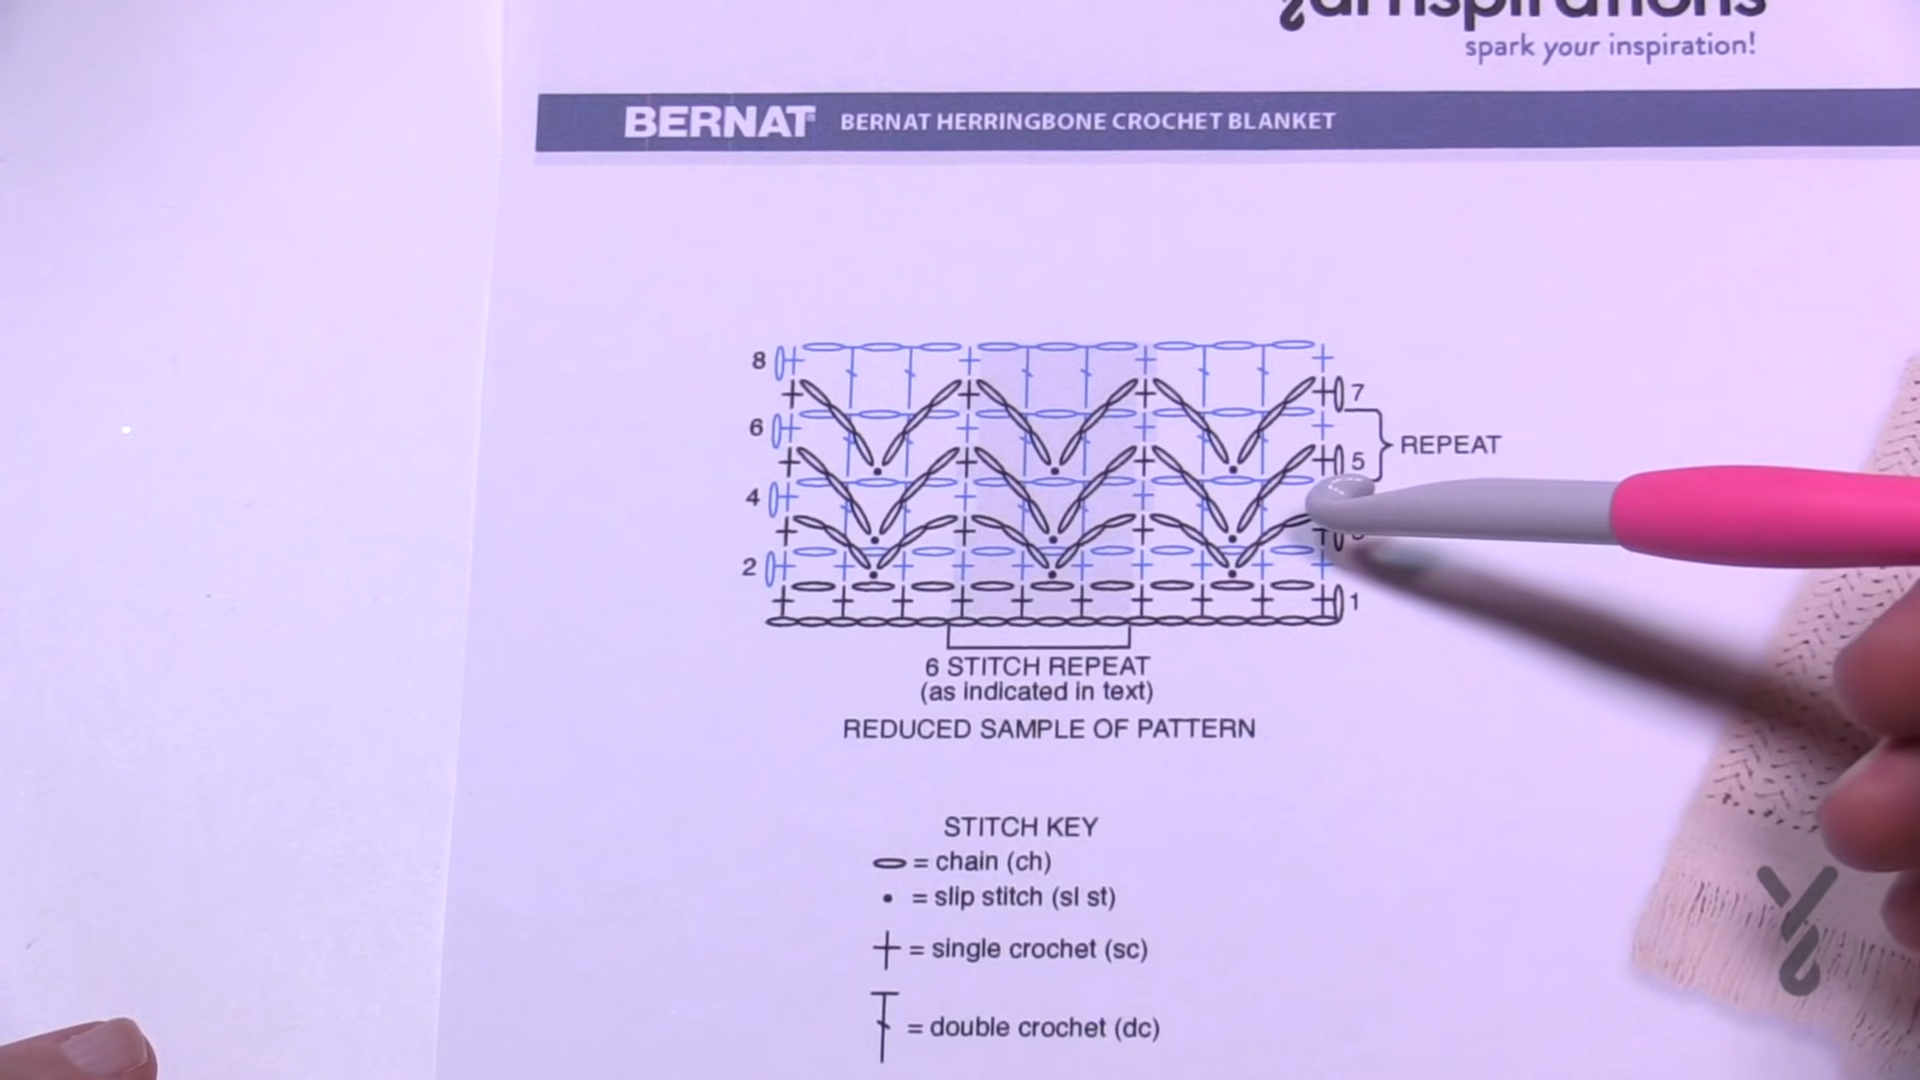 yarnspirations
spark your inspiration!
BERNAT BERNAT HERRINGBONE CROCHET BLANKET
8
7
6
REPEAT
5
4
2
1
6 STITCH REPEAT
(as indicated in text)
REDUCED SAMPLE OF PATTERN
STITCH KEY
= chain (ch)
= slip stitch (sl st)
= single crochet (sc)
= double crochet (dc)